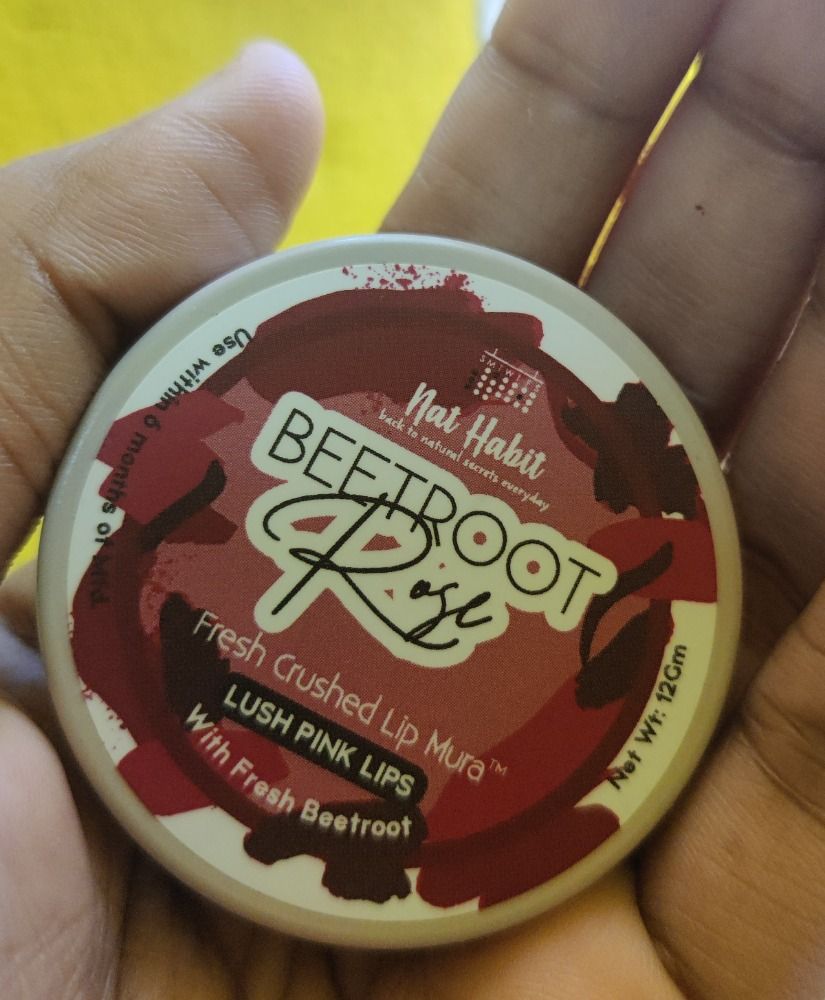 SMTWTFS
Nat Habit
back to natural secrets everyday
BEETROOT
Rose
Fresh Crushed Lip Mura™
LUSH PINK LIPS
With Fresh Beetroot
Use within 6 months of Mfd
Net Wt: 12Gm